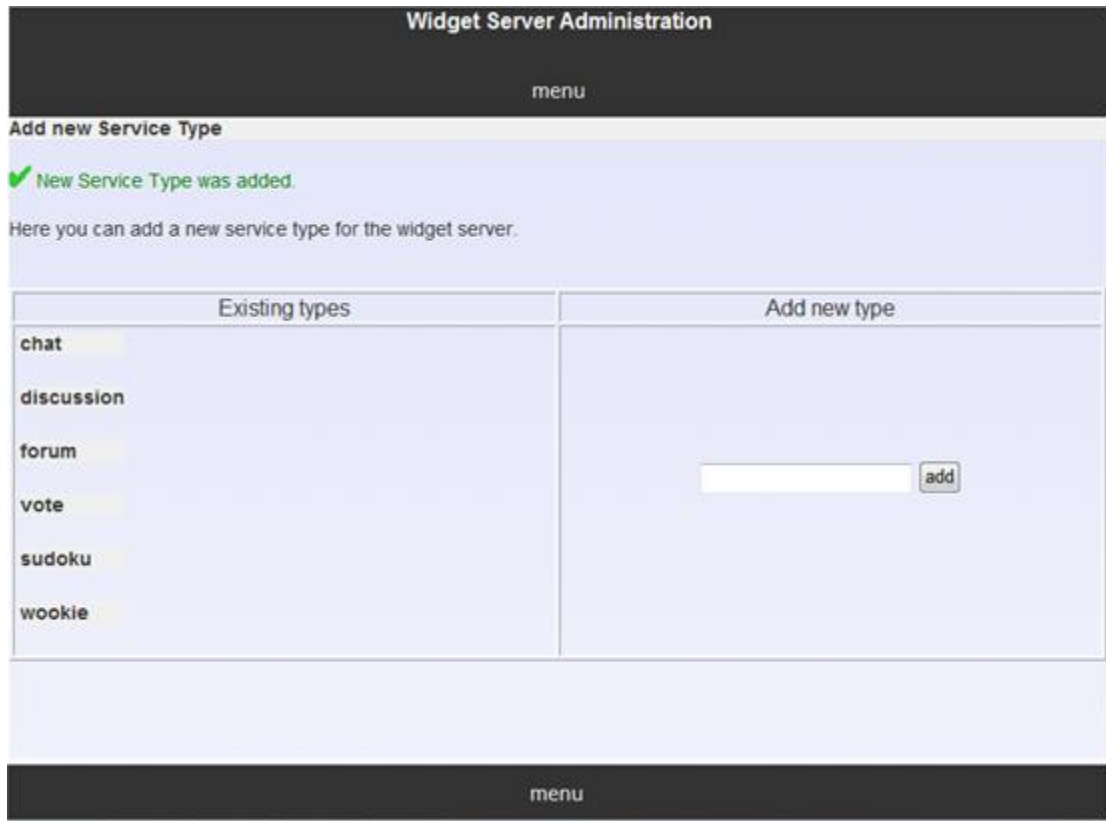 Widget Server Administration
menu
Add new Service Type
New Service Type was added.
Here you can add a new service type for the widget server.
Existing types
Add new type
chat
discussion
forum
vote
sudoku
wookie
add
menu